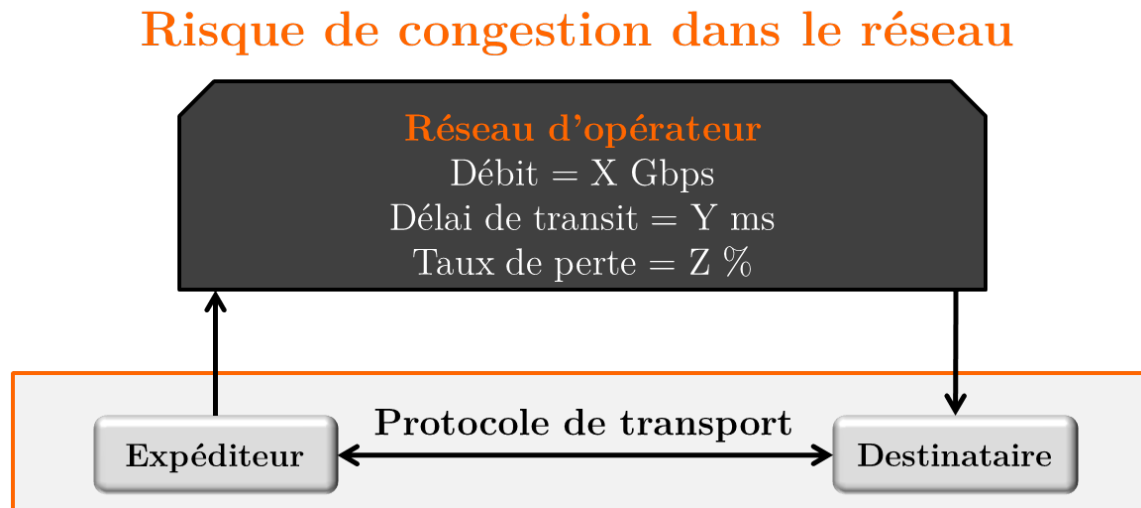 Risque de congestion dans le réseau
Réseau d'opérateur
Débit = X Gbps
Délai de transit = Y ms
Taux de perte = Z %
Protocole de transport
Expéditeur
Destinataire